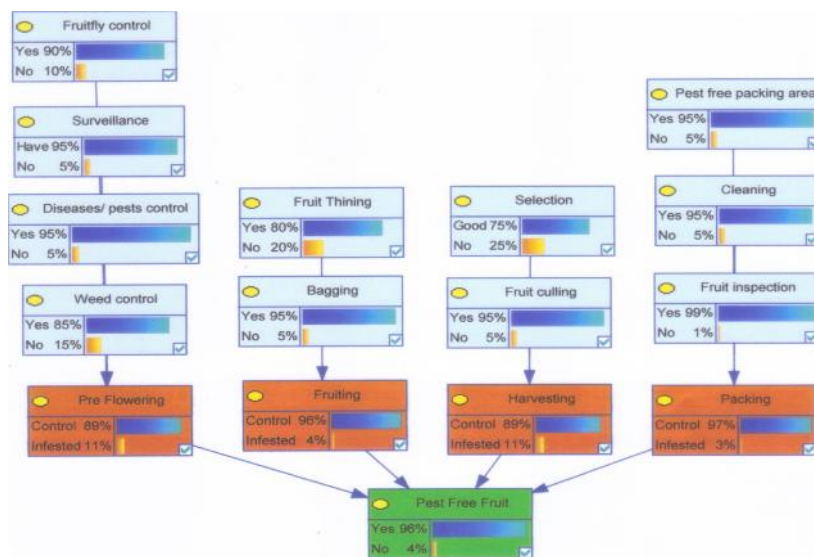 Fruitfly control
Yes 90%
No 10%
Surveillance
Have 95%
No 5%
Diseases/ pests control
Yes 95%
No 5%
Weed control
Yes 85%
No 15%
Pre Flowering
Control 89%
Infested 11%
Fruit Thining
Yes 80%
No 20%
Bagging
Yes 95%
No 5%
Fruiting
Control 96%
Infested 4%
Selection
Good 75%
No 25%
Fruit culling
Yes 95%
No 5%
Harvesting
Control 89%
Infested 11%
Pest free packing area
Yes 95%
No 5%
Cleaning
Yes 95%
No 5%
Fruit inspection
Yes 99%
No 1%
Packing
Control 97%
Infested 3%
Pest Free Fruit
Yes 96%
No 4%